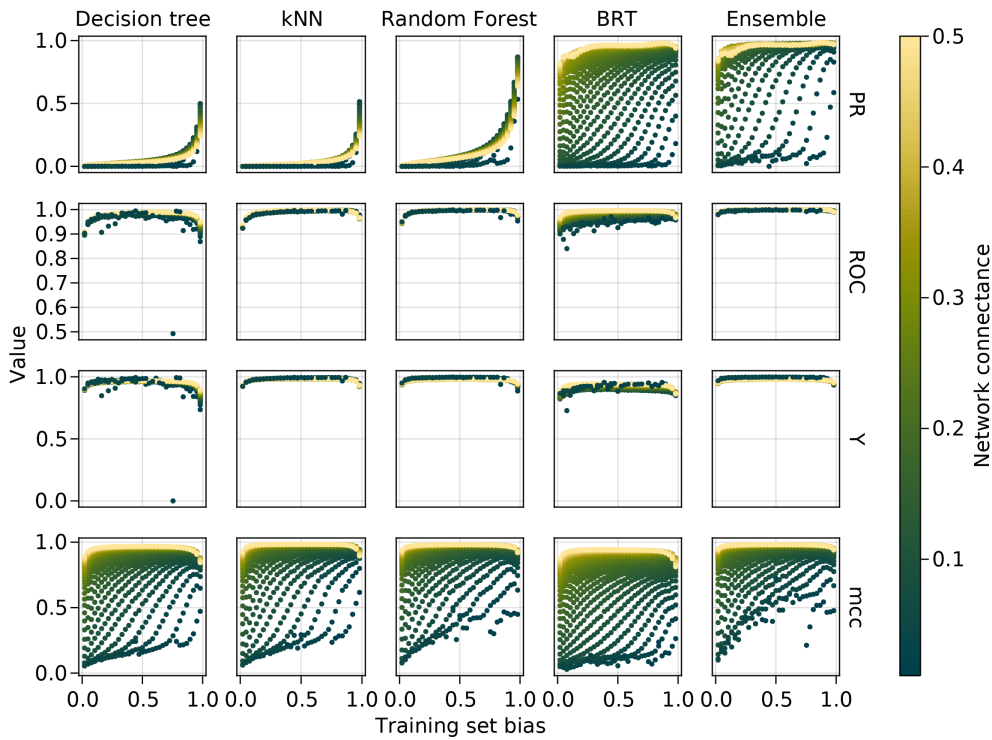 Decision tree kNN Random Forest BRT Ensemble
1.0
0.5
0.0
PR
1.0
0.9
0.8
0.7
0.6
0.5
ROC
1.0
0.5
0.0
Y
1.0
0.5
0.0
mcc
Value
0.0 0.5 1.0 0.0 0.5 1.0 0.0 0.5 1.0 0.0 0.5 1.0 0.0 0.5 1.0
Training set bias
0.5
0.4
0.3
0.2
0.1
Network connectance